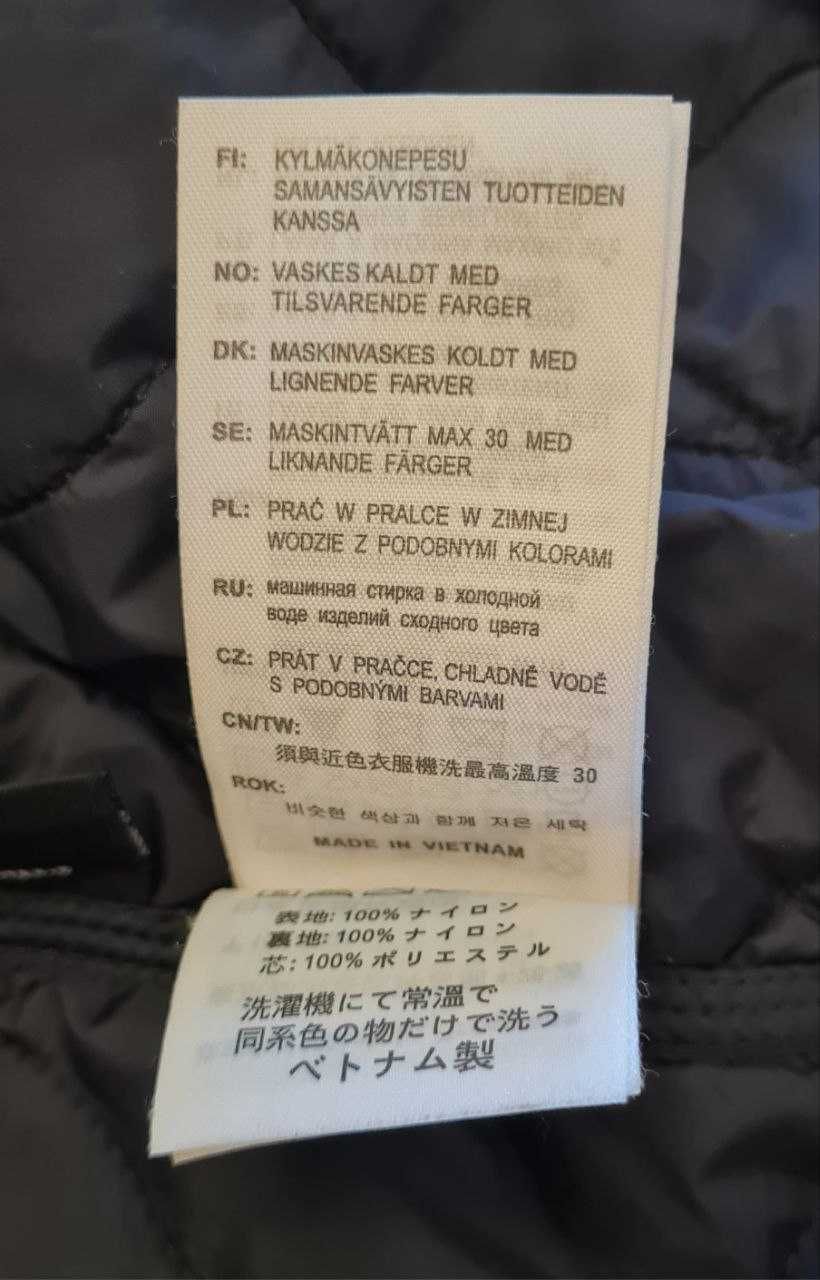 FI: KYLMÄKONEPESU
SAMANSÄVYISTEN TUOTTEIDEN
KANSSA
NO: VASKES KALDT MED
TILSVARENDE FARGER
DK: MASKINVASKES KOLDT MED
LIGNENDE FARVER
SE: MASKINTVÄTT MAX 30 MED
LIKNANDE FÄRGER
PL: PRAĆ W PRALCE W ZIMNEJ
WODZIE Z PODOBNYMI KOLORAMI
RU: машинная стирка в холодной
воде изделий сходного цвета
CZ: PRÁT V PRAČCE, CHLADNĚ VODĚ
S PODOBNÝMI BARVAMI
CN/TW:
須與近色衣服機洗最高溫度 30
ROK:
비슷한 색상과 함께 저온 세탁
MADE IN VIETNAM
表地: 100% ナイロン
裏地: 100% ナイロン
芯: 100% ポリエステル
洗濯機にて常温で
同系色の物だけで洗う
ベトナム製